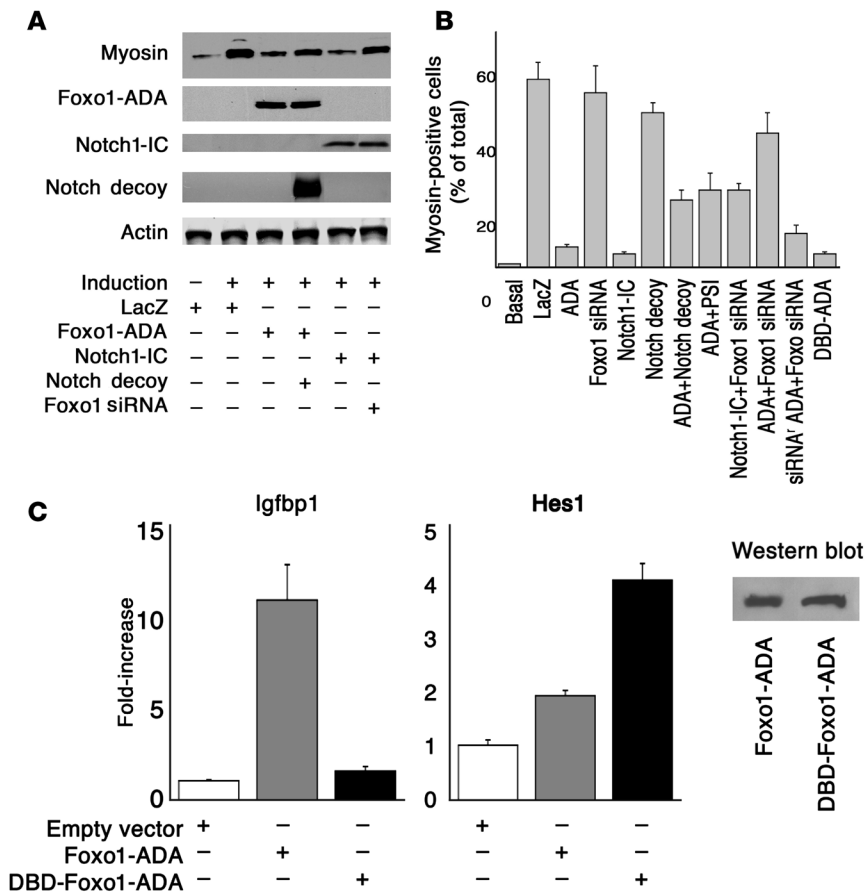 A
Myosin
Foxo1-ADA
Notch1-IC
Notch decoy
Actin
Induction – + + + + +
LacZ + + – – – –
Foxo1-ADA – – + + – –
Notch1-IC – – – – + +
Notch decoy – – – + – –
Foxo1 siRNA – – – – – +
B
Myosin-positive cells
(% of total)
60
40
20
0
Basal
LacZ
ADA
Foxo1 siRNA
Notch1-IC
Notch decoy
ADA+Notch decoy
ADA+PSI
Notch1-IC+Foxo1 siRNA
ADA+Foxo1 siRNA
siRNAʳ ADA+Foxo siRNA
DBD-ADA
C
Igfbp1
Fold-increase
15
10
5
0
Hes1
5
4
3
2
1
0
Empty vector + – – + – –
Foxo1-ADA – + – – + –
DBD-Foxo1-ADA – – + – – +
Western blot
Foxo1-ADA
DBD-Foxo1-ADA